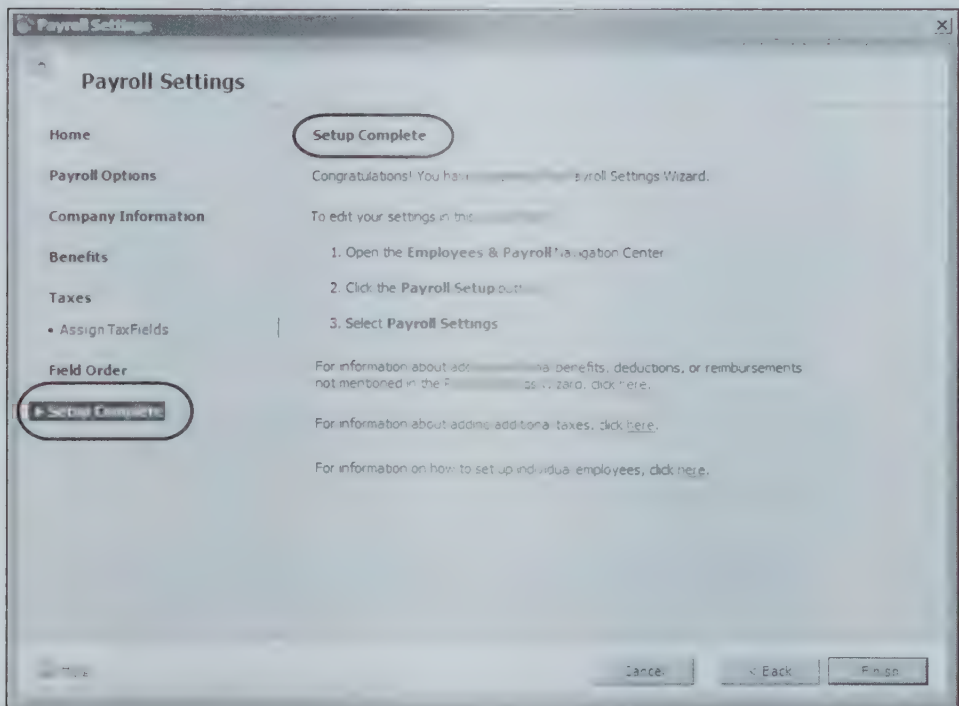 Payroll Settings
Payroll Settings
Home
Payroll Options
Company Information
Benefits
Taxes
• Assign TaxFields
Field Order
▸ Setup Complete
Setup Complete
Congratulations! You Settings Wizard.
To edit your settings in
1. Open the Employees & Payroll Navigation Center
2. Click the Payroll Setup
3. Select Payroll Settings
For information about benefits, deductions, or reimbursements
not mentioned in the Wizard, click here.
For information about adding additional taxes, click here.
For information on how to set up individual employees, click here.
Cancel
< Back
Finish